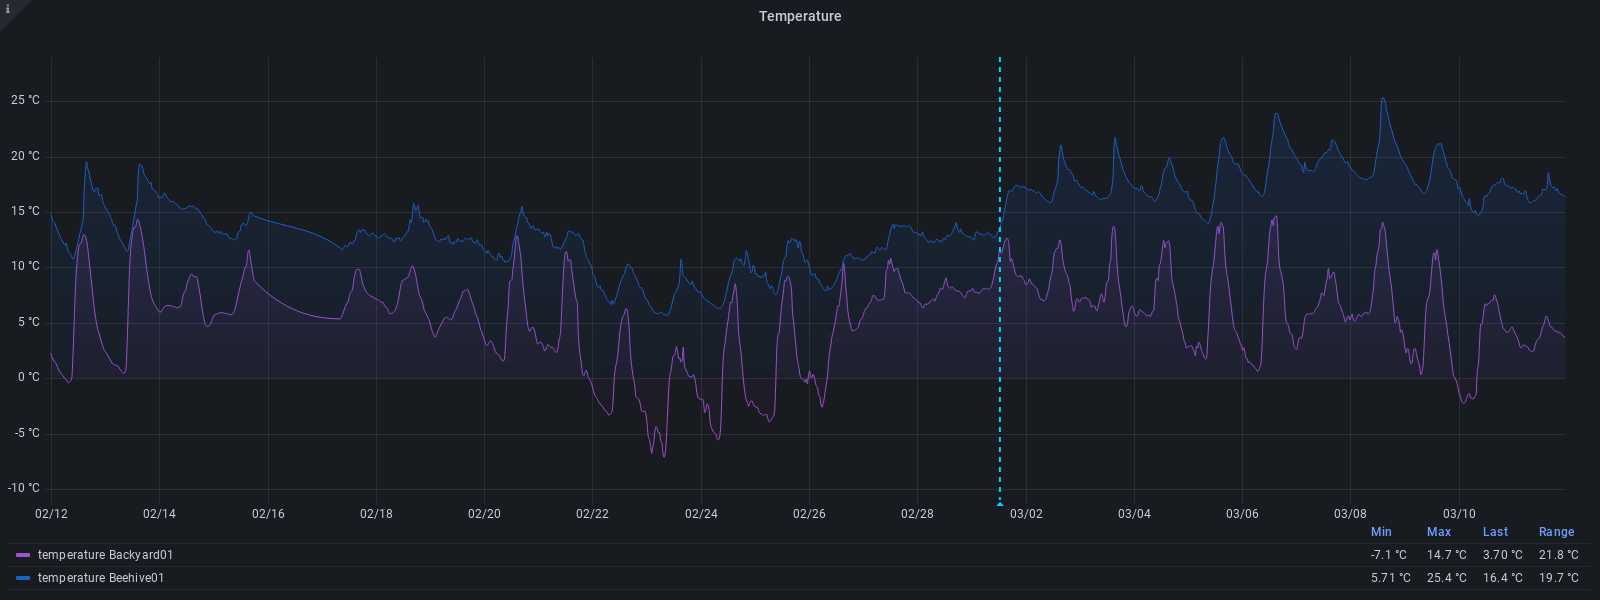 i
Temperature
25 °C
20 °C
15 °C
10 °C
5 °C
0 °C
-5 °C
-10 °C
02/12 02/14 02/16 02/18 02/20 02/22 02/24 02/26 02/28 03/02 03/04 03/06 03/08 03/10
Min Max Last Range
temperature Backyard01 -7.1 °C 14.7 °C 3.70 °C 21.8 °C
temperature Beehive01 5.71 °C 25.4 °C 16.4 °C 19.7 °C